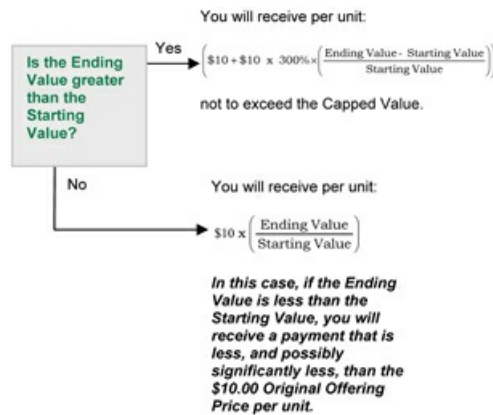 You will receive per unit:
Is the Ending
Value greater
than the
Starting
Value?
Yes
($10+$10 x 300%×(Ending Value- Starting Value
Starting Value))
not to exceed the Capped Value.
No
You will receive per unit:
$10 x (Ending Value
Starting Value)
In this case, if the Ending
Value is less than the
Starting Value, you will
receive a payment that is
less, and possibly
significantly less, than the
$10.00 Original Offering
Price per unit.